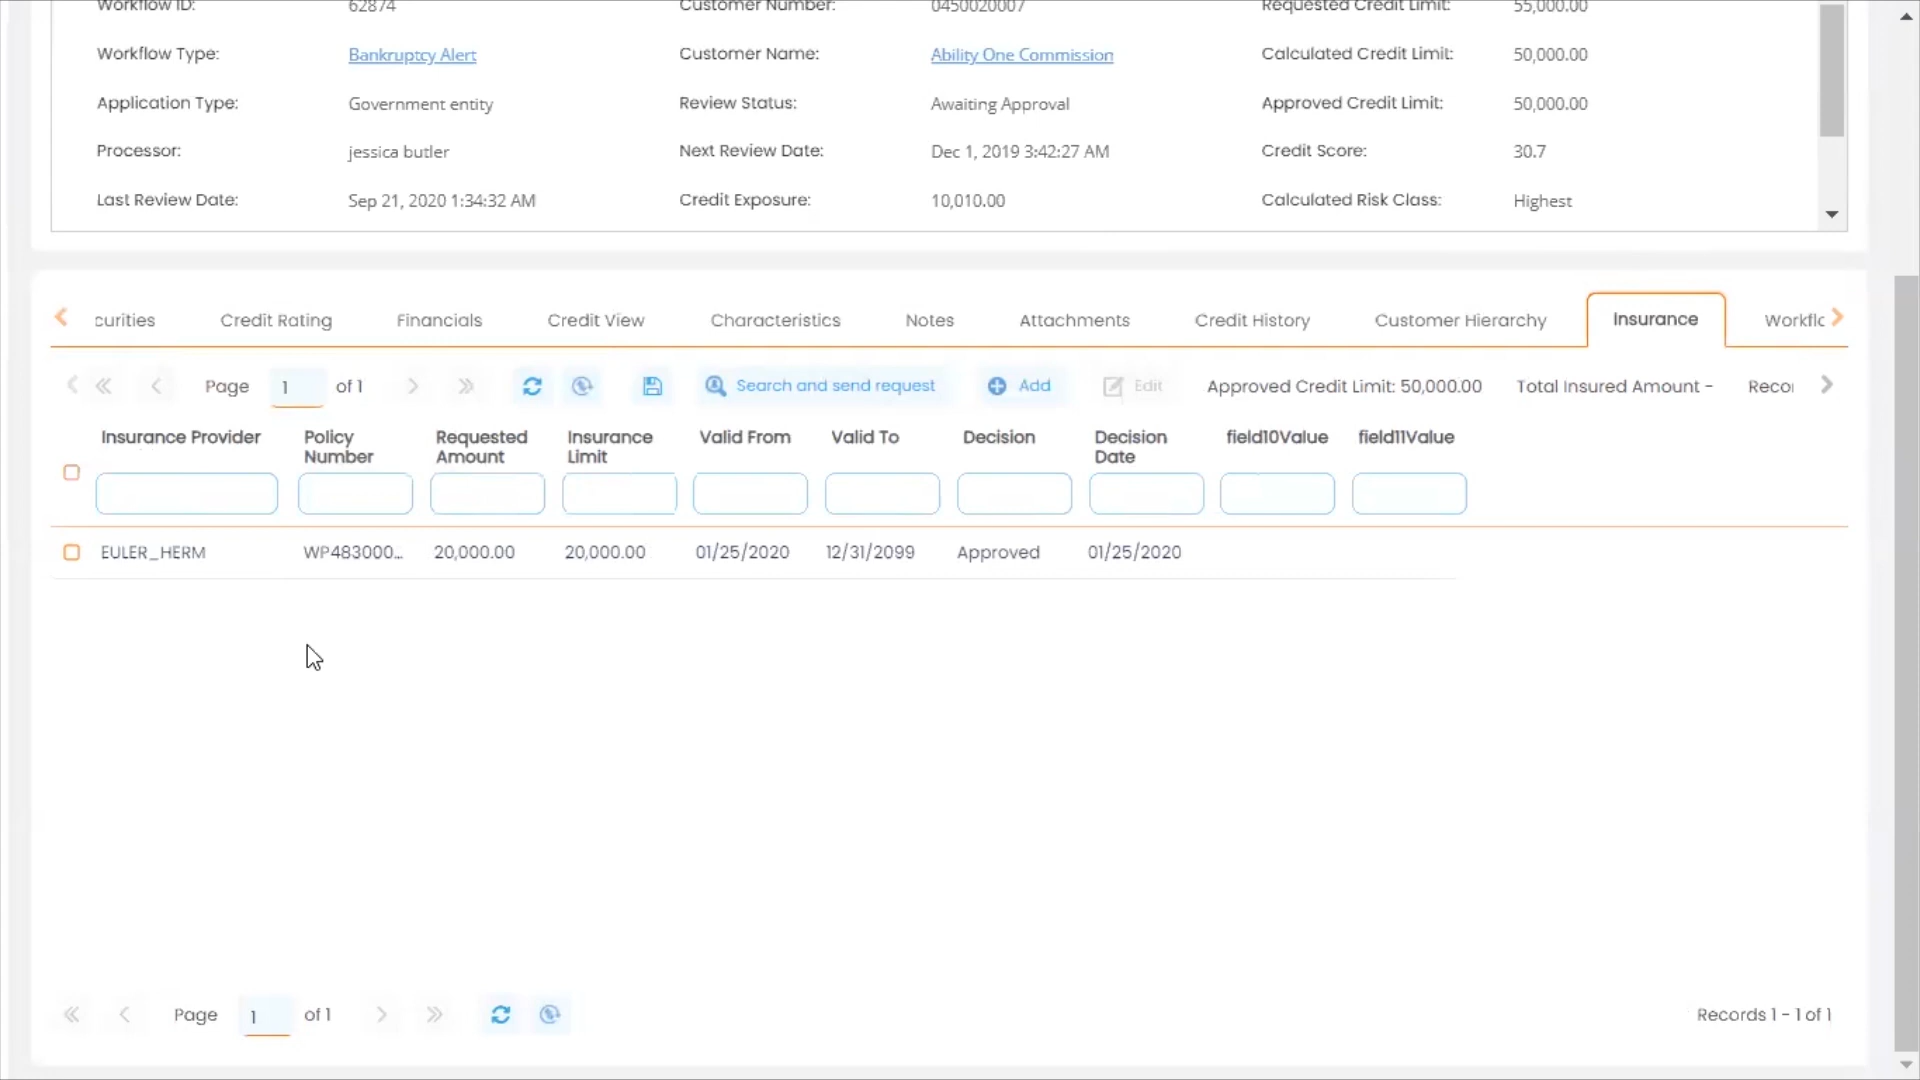 Workflow ID: 62874 Customer Number: 0450020007 Requested Credit Limit: 55,000.00
Workflow Type: Bankruptcy Alert Customer Name: Ability One Commission Calculated Credit Limit: 50,000.00
Application Type: Government entity Review Status: Awaiting Approval Approved Credit Limit: 50,000.00
Processor: jessica butler Next Review Date: Dec 1, 2019 3:42:27 AM Credit Score: 30.7
Last Review Date: Sep 21, 2020 1:34:32 AM Credit Exposure: 10,010.00 Calculated Risk Class: Highest
curities Credit Rating Financials Credit View Characteristics Notes Attachments Credit History Customer Hierarchy Insurance Workflc
Page 1 of 1 Search and send request Add Edit Approved Credit Limit: 50,000.00 Total Insured Amount - Recor
Insurance Provider Policy Number Requested Amount Insurance Limit Valid From Valid To Decision Decision Date field10Value field11Value
EULER_HERM WP483000... 20,000.00 20,000.00 01/25/2020 12/31/2099 Approved 01/25/2020
Page 1 of 1 Records 1 - 1 of 1